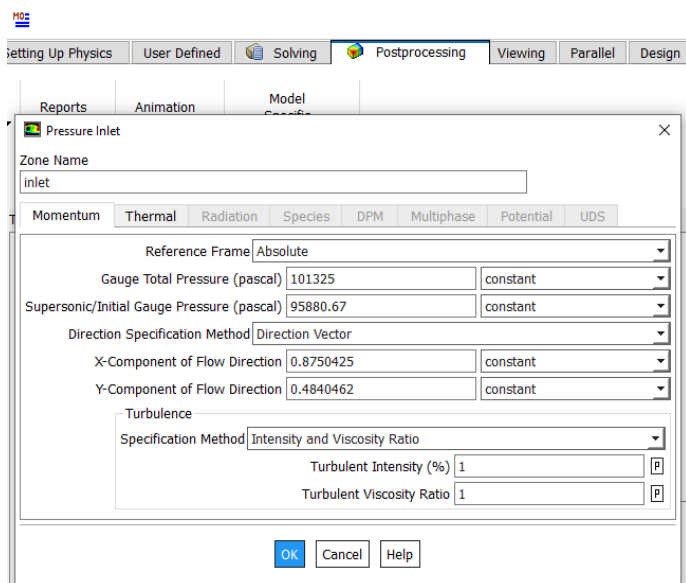 Setting Up Physics User Defined Solving Postprocessing Viewing Parallel Design
Reports Animation Model
Pressure Inlet
Zone Name
inlet
Momentum Thermal Radiation Species DPM Multiphase Potential UDS
Reference Frame Absolute
Gauge Total Pressure (pascal) 101325 constant
Supersonic/Initial Gauge Pressure (pascal) 95880.67 constant
Direction Specification Method Direction Vector
X-Component of Flow Direction 0.8750425 constant
Y-Component of Flow Direction 0.4840462 constant
Turbulence
Specification Method Intensity and Viscosity Ratio
Turbulent Intensity (%) 1 P
Turbulent Viscosity Ratio 1 P
OK Cancel Help